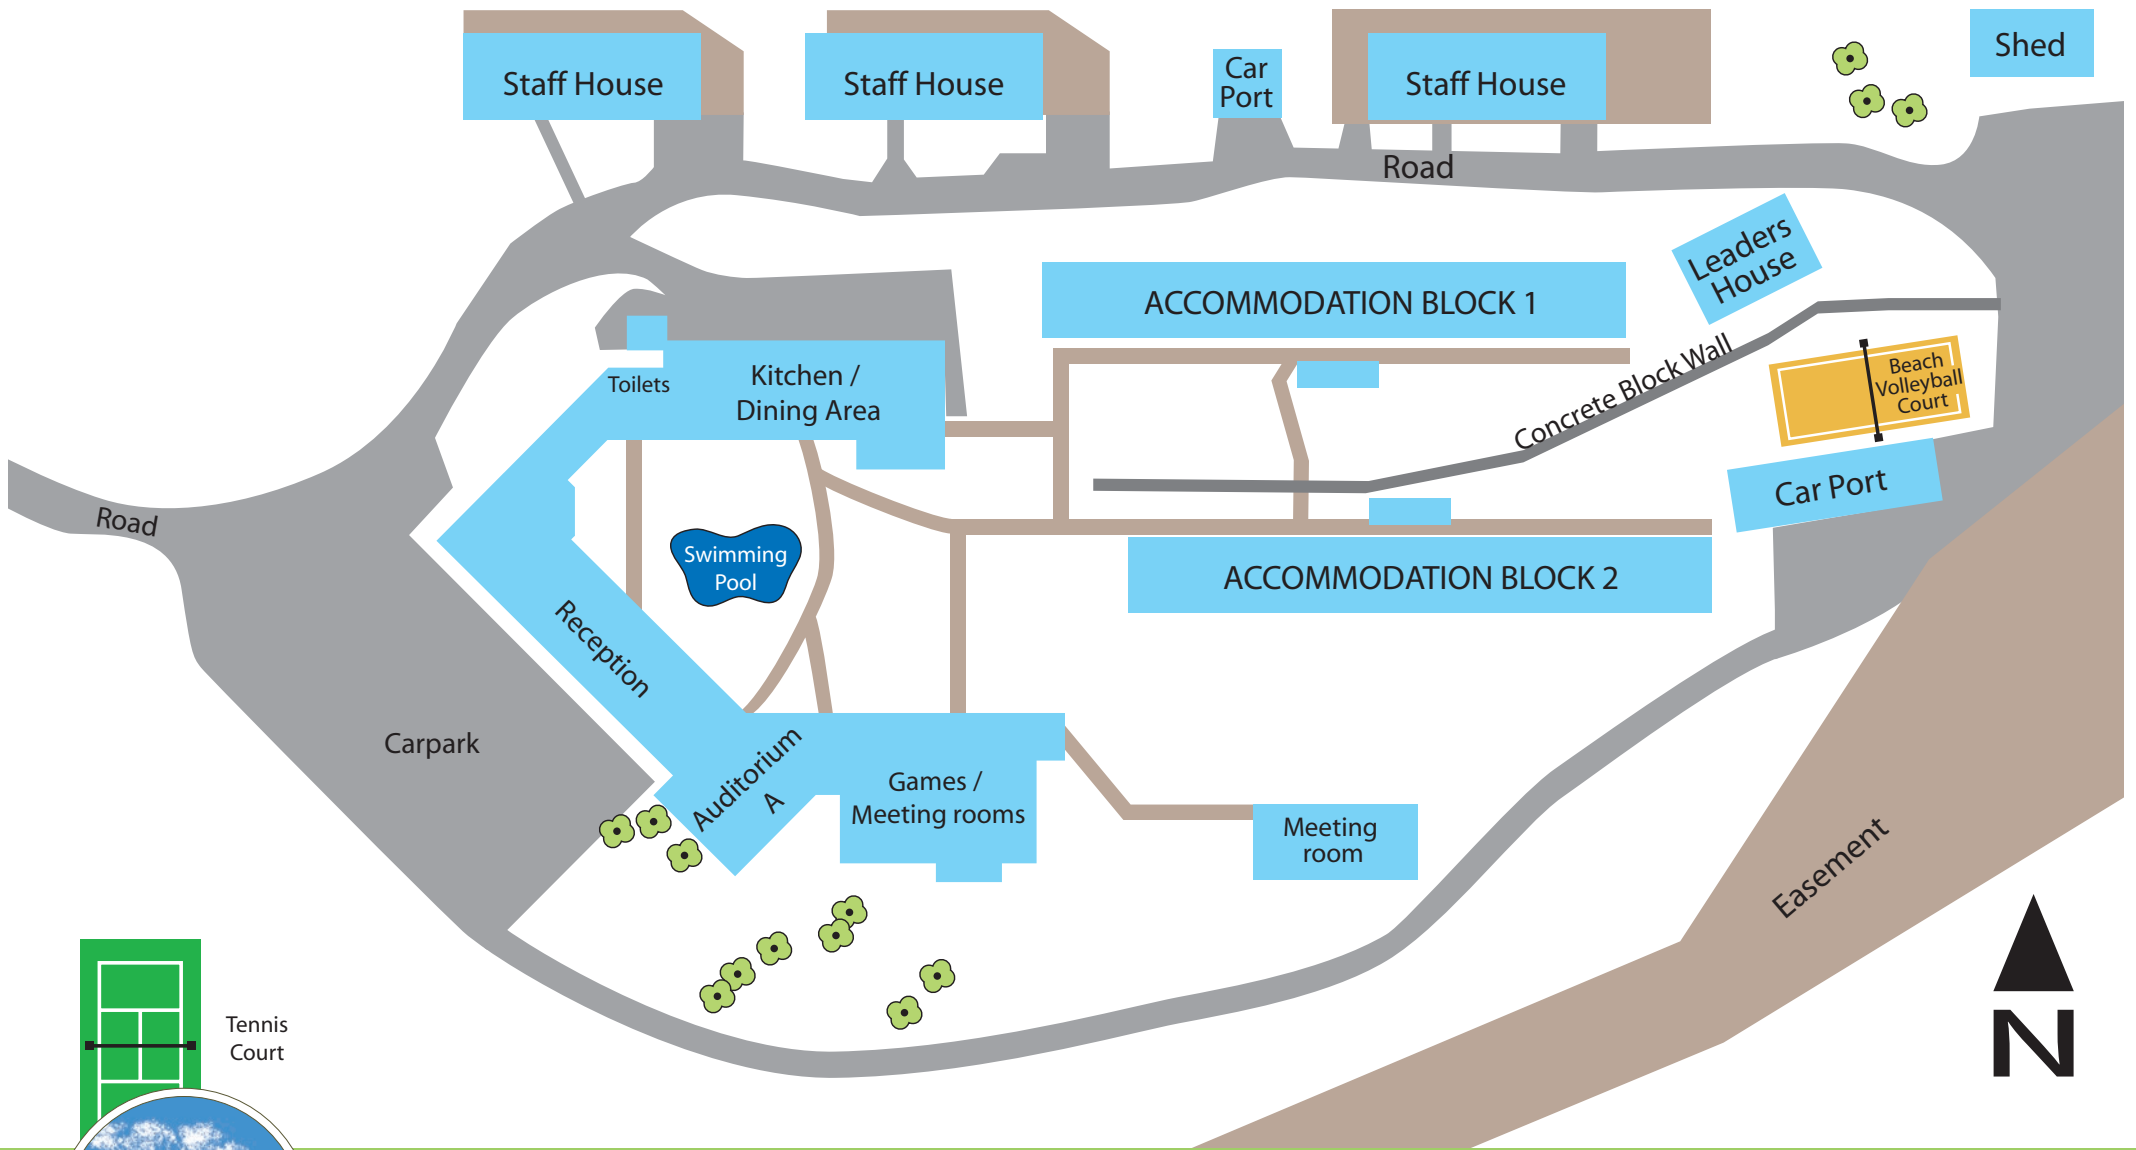 Staff House
Staff House
Car
Port
Staff House
Shed
Road
Leaders
House
ACCOMMODATION BLOCK 1
Concrete Block Wall
Beach
Volleyball
Court
Toilets
Kitchen /
Dining Area
Car Port
Road
Swimming
Pool
ACCOMMODATION BLOCK 2
Reception
Carpark
Auditorium
A
Games /
Meeting rooms
Meeting
room
Easement
Tennis
Court
N